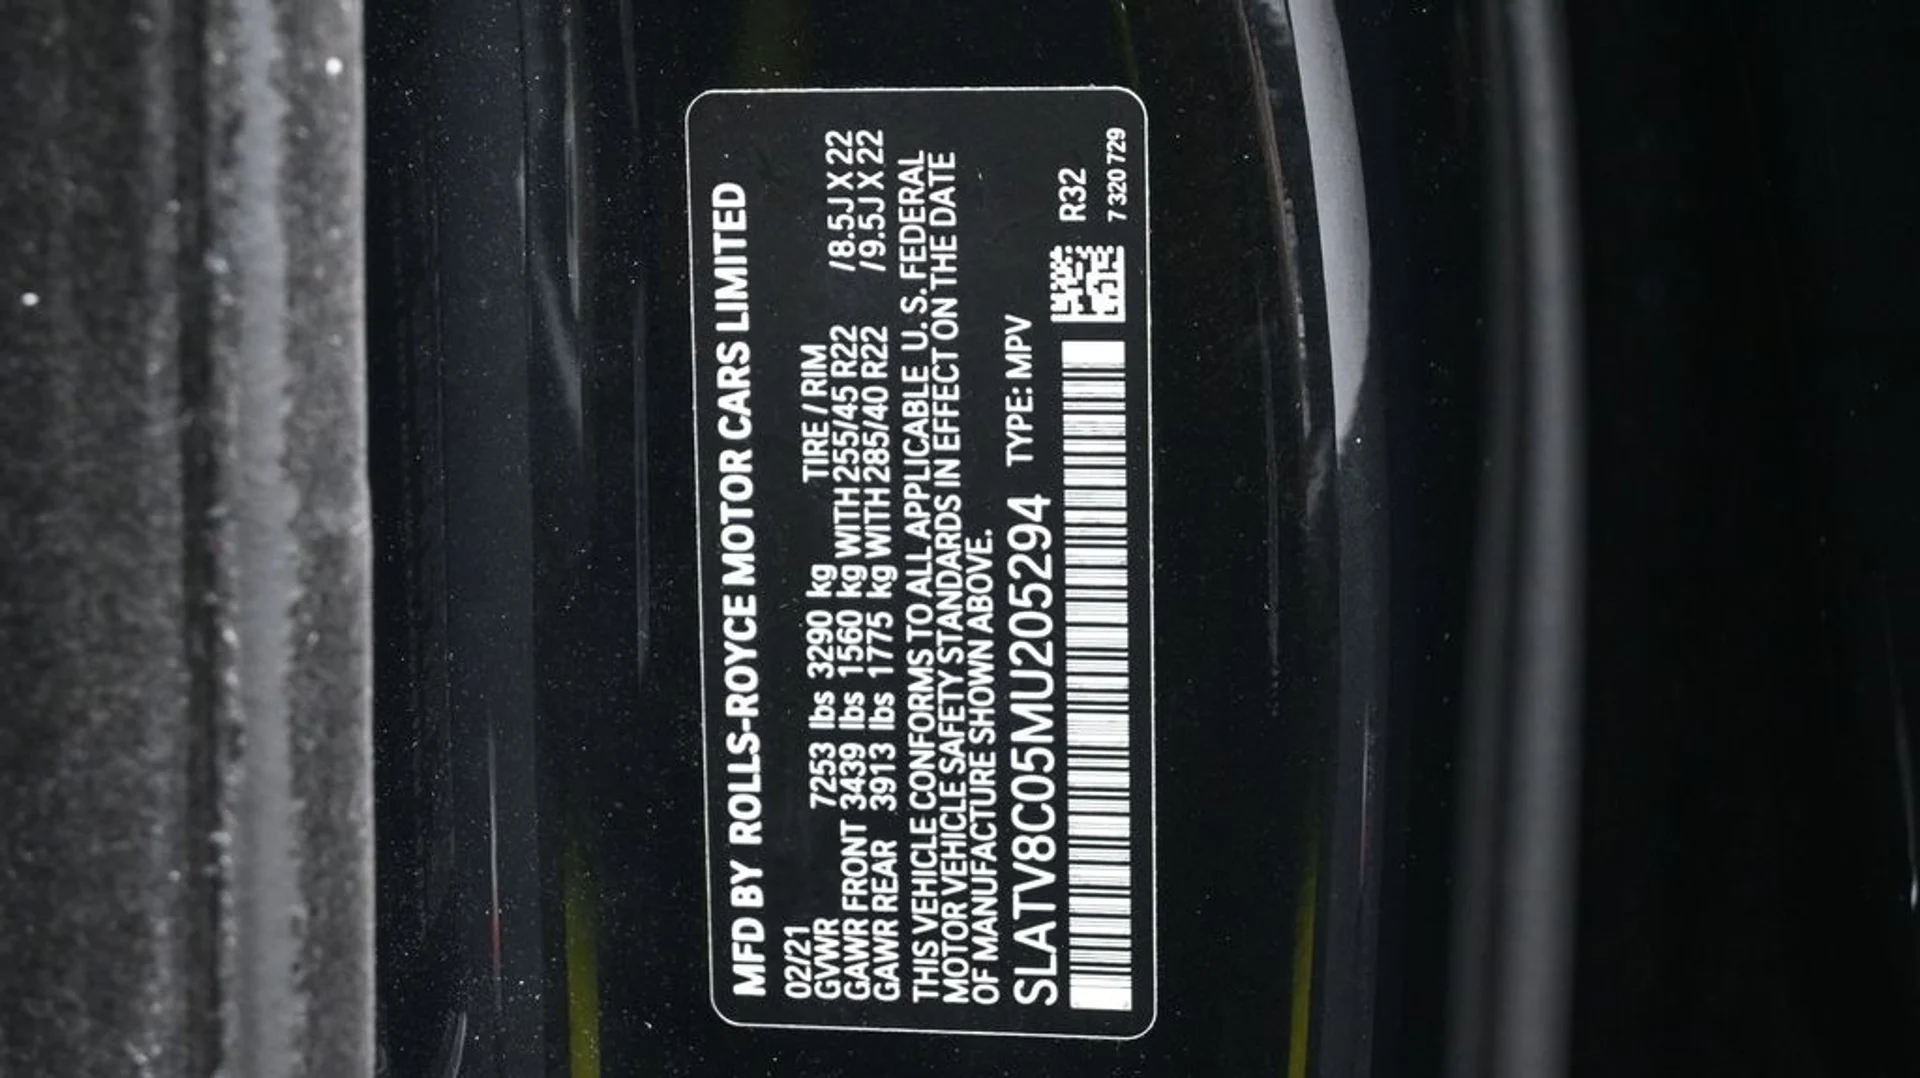 MFD BY ROLLS-ROYCE MOTOR CARS LIMITED
02/21 TIRE / RIM
GVWR 7253 lbs 3290 kg
GAWR FRONT 3439 lbs 1560 kg WITH 255/45 R22 /8.5J X 22
GAWR REAR 3913 lbs 1775 kg WITH 285/40 R22 /9.5J X 22
THIS VEHICLE CONFORMS TO ALL APPLICABLE U.S. FEDERAL
MOTOR VEHICLE SAFETY STANDARDS IN EFFECT ON THE DATE
OF MANUFACTURE SHOWN ABOVE.
SLATV8C05MU205294 TYPE: MPV
R32
7 320 729